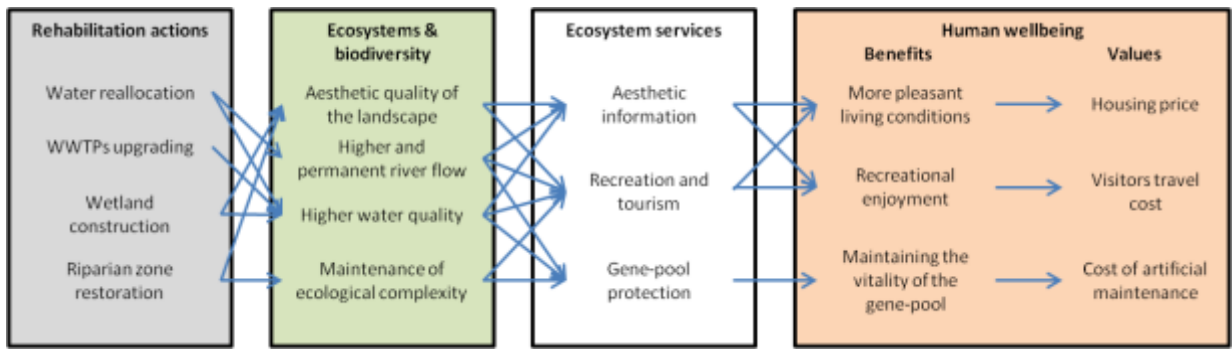 Rehabilitation actions
Water reallocation
WWTPs upgrading
Wetland
construction
Riparian zone
restoration
Ecosystems &
biodiversity
Aesthetic quality of
the landscape
Higher and
permanent river flow
Higher water quality
Maintenance of
ecological complexity
Ecosystem services
Aesthetic
information
Recreation and
tourism
Gene-pool
protection
Human wellbeing
Benefits
More pleasant
living conditions
Recreational
enjoyment
Maintaining the
vitality of the
gene-pool
Values
Housing price
Visitors travel
cost
Cost of artificial
maintenance